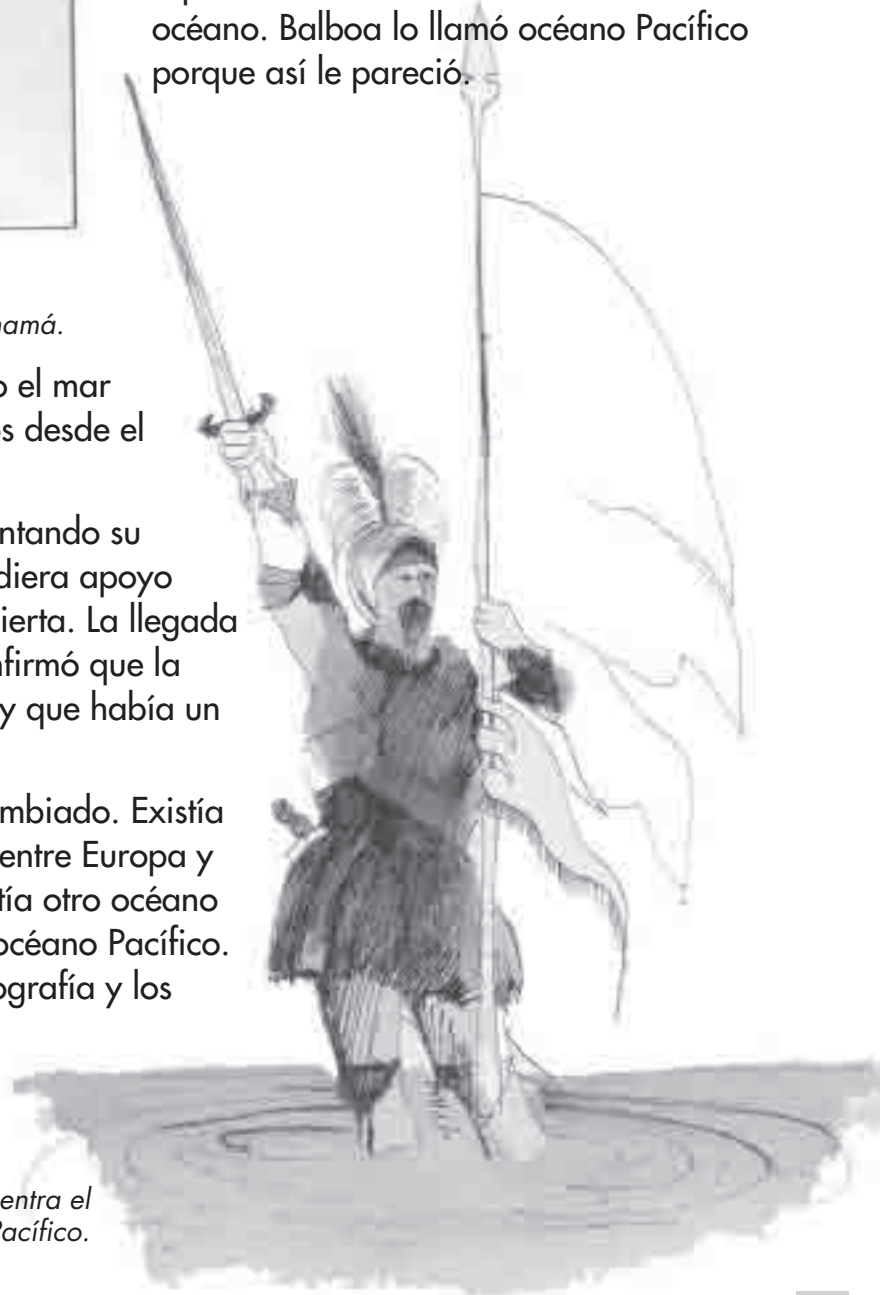 océano. Balboa lo llamó océano Pacífico
porque así le pareció.
namá.
o el mar
os desde el
ntando su
diera apoyo
ierta. La llegada
nfirmó que la
y que había un
mbiado. Existía
entre Europa y
tía otro océano
océano Pacífico.
ografía y los
entra el
Pacífico.